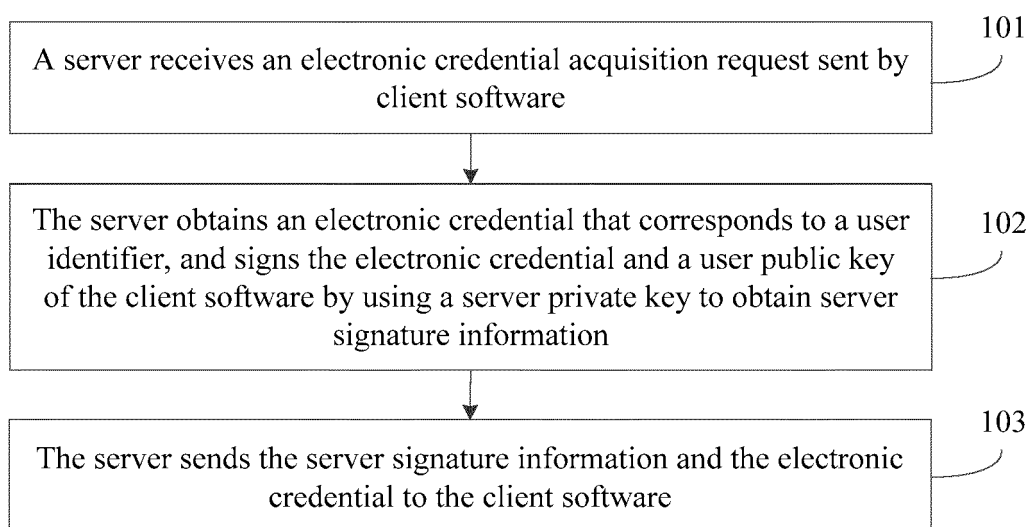 101
A server receives an electronic credential acquisition request sent by
client software
102
The server obtains an electronic credential that corresponds to a user
identifier, and signs the electronic credential and a user public key
of the client software by using a server private key to obtain server
signature information
103
The server sends the server signature information and the electronic
credential to the client software